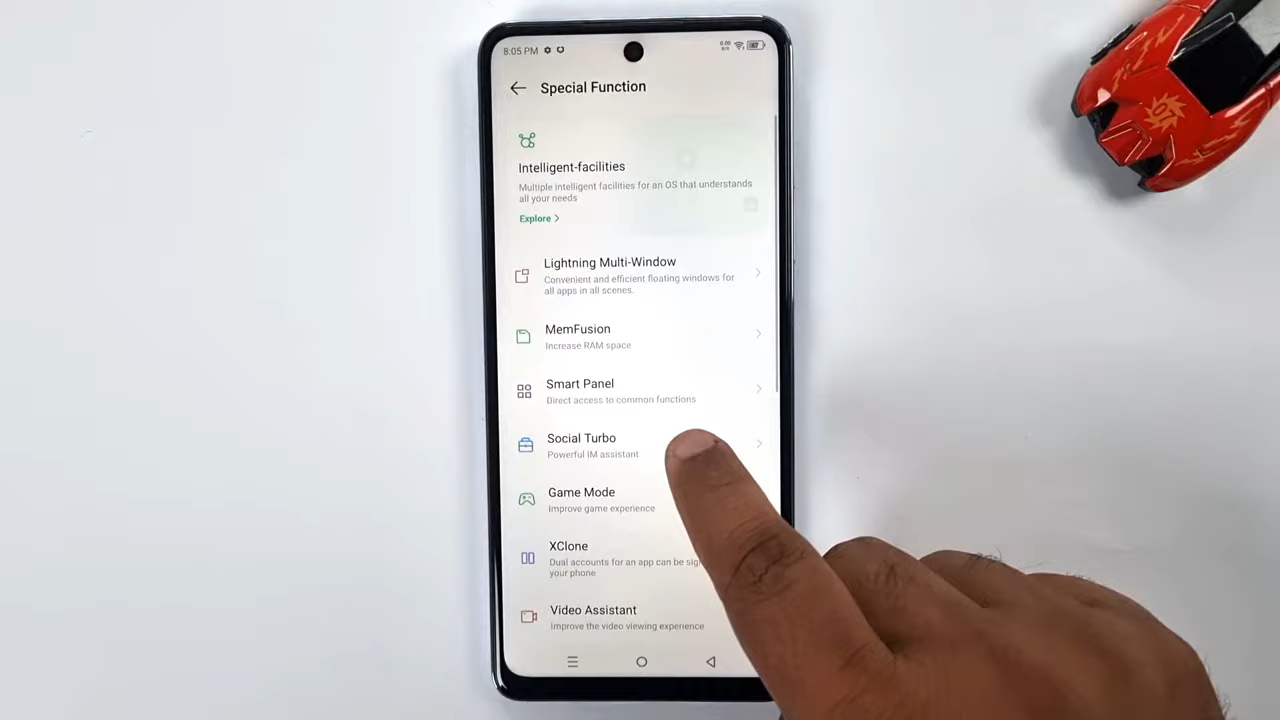 8:05 PM
Special Function
Intelligent-facilities
Multiple intelligent facilities for an OS that understands
all your needs
Explore >
Lightning Multi-Window
Convenient and efficient floating windows for
all apps in all scenes.
MemFusion
Increase RAM space
Smart Panel
Direct access to common functions
Social Turbo
Powerful IM assistant
Game Mode
Improve game experience
XClone
Dual accounts for an app can be
your phone
Video Assistant
Improve the video viewing experience